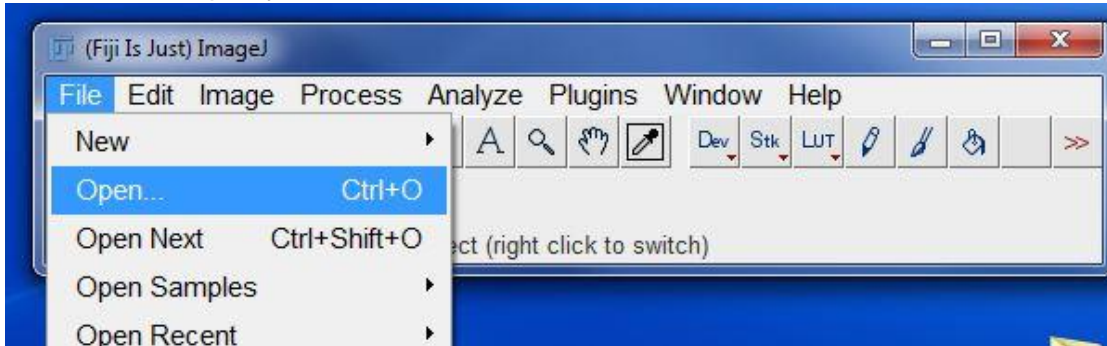 (Fiji Is Just) ImageJ
File Edit Image Process Analyze Plugins Window Help
New
A Dev Stk LUT >>
Open... Ctrl+O
Open Next Ctrl+Shift+O
(right click to switch)
Open Samples
Open Recent